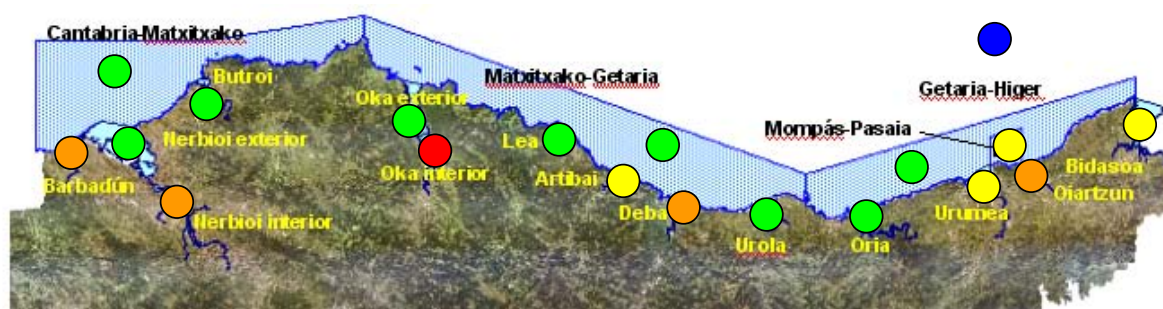 Cantabria-Matxitxako
Butroi
Matxitxako-Getaria
Getaria-Higer
Oka exterior
Mompás-Pasaia
Nerbioi exterior
Lea
Oka interior
Bidasoa
Barbadún
Artibai
Oiartzun
Nerbioi interior
Deba
Urumea
Urola
Oria